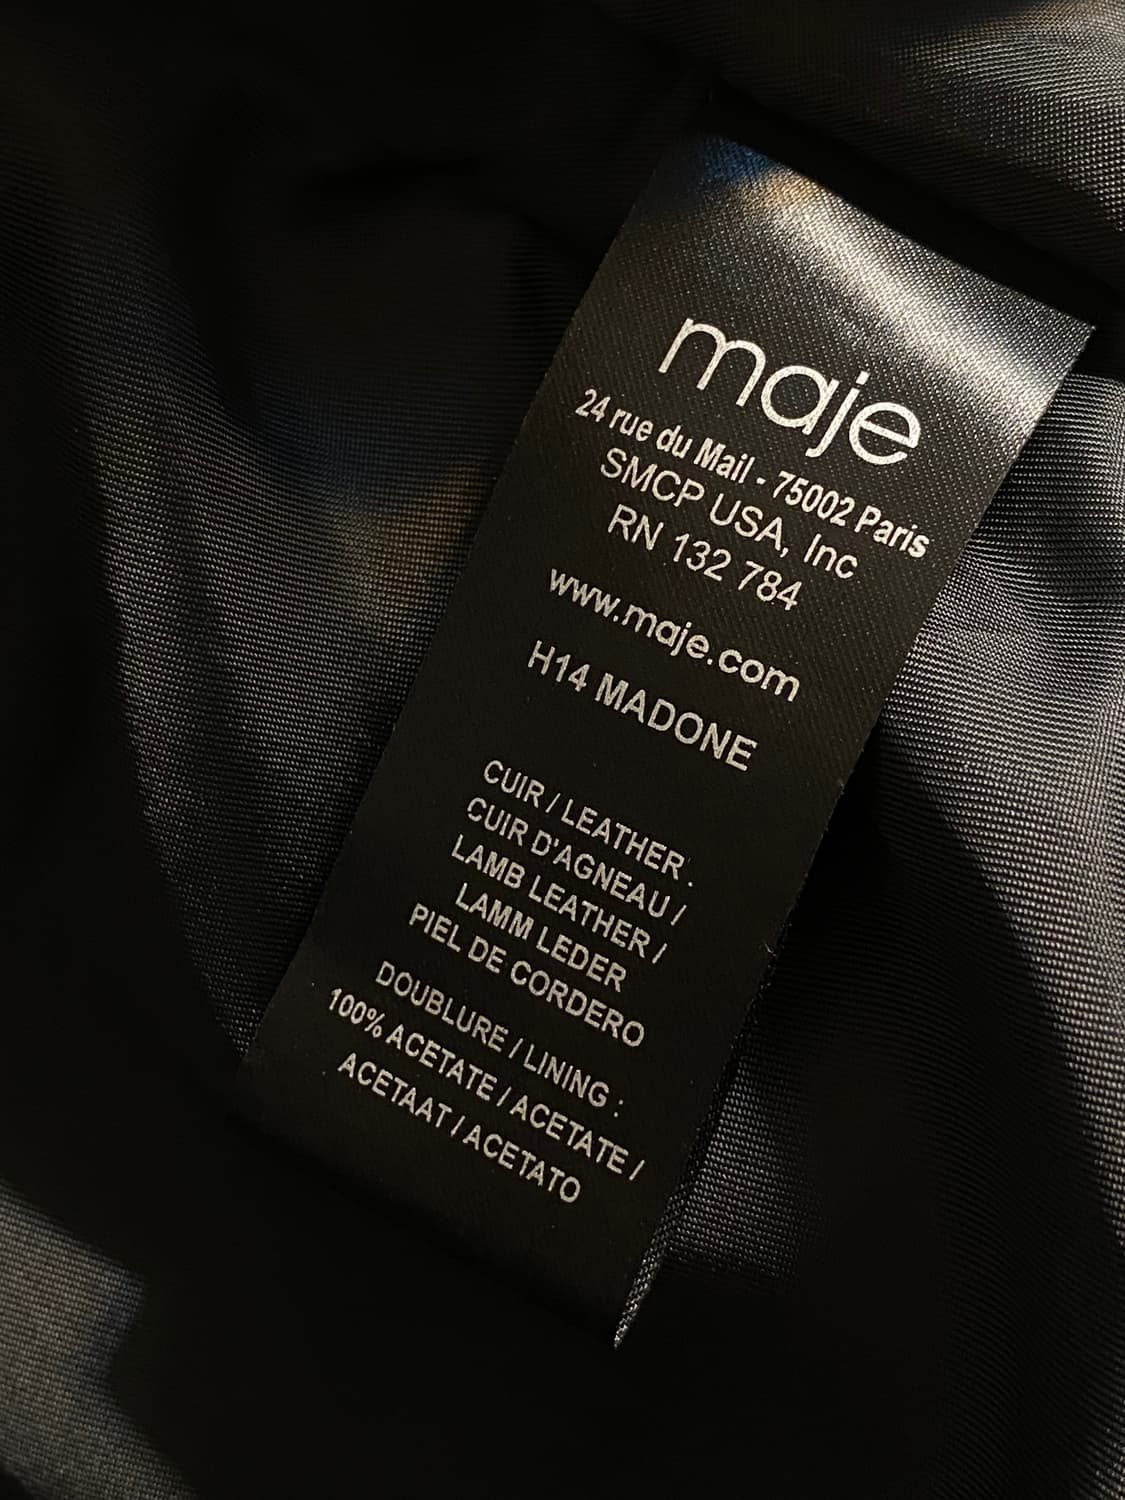 maje
24 rue du Mail - 75002 Paris
SMCP USA, Inc
RN 132 784
www.maje.com
H14 MADONE
CUIR / LEATHER :
CUIR D'AGNEAU /
LAMB LEATHER /
LAMM LEDER
PIEL DE CORDERO
DOUBLURE / LINING :
100% ACETATE / ACETATE /
ACETAAT / ACETATO